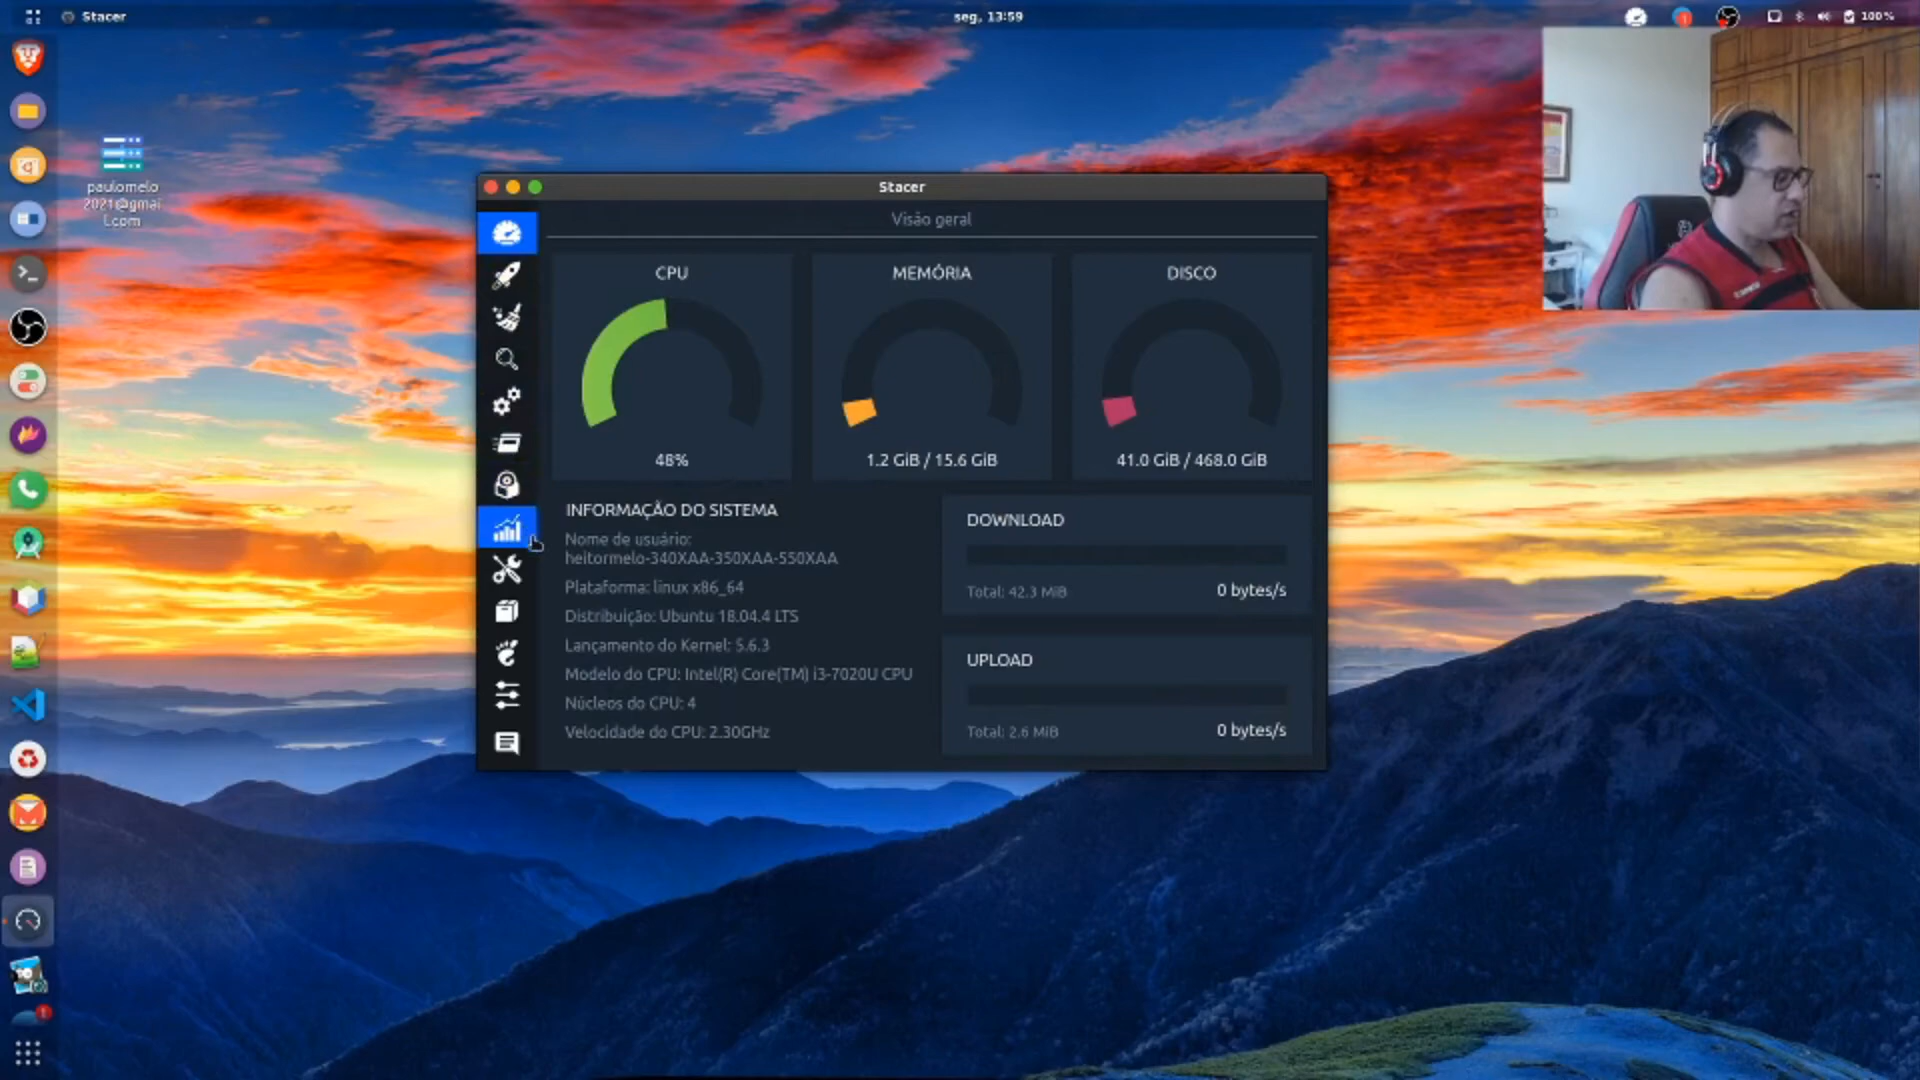 Stacer
seg, 13:59
100%
paulomelo
2021@gmai
l.com
Stacer
Visão geral
CPU
MEMÓRIA
DISCO
48%
1.2 GiB / 15.6 GiB
41.0 GiB / 468.0 GiB
INFORMAÇÃO DO SISTEMA
Nome de usuário:
heitormelo-340XAA-350XAA-550XAA
Plataforma: linux x86_64
Distribuição: Ubuntu 18.04.4 LTS
Lançamento do Kernel: 5.6.3
Modelo do CPU: Intel(R) Core(TM) i3-7020U CPU
Núcleos do CPU: 4
Velocidade do CPU: 2.30GHz
DOWNLOAD
Total: 42.3 MiB
0 bytes/s
UPLOAD
Total: 2.6 MiB
0 bytes/s